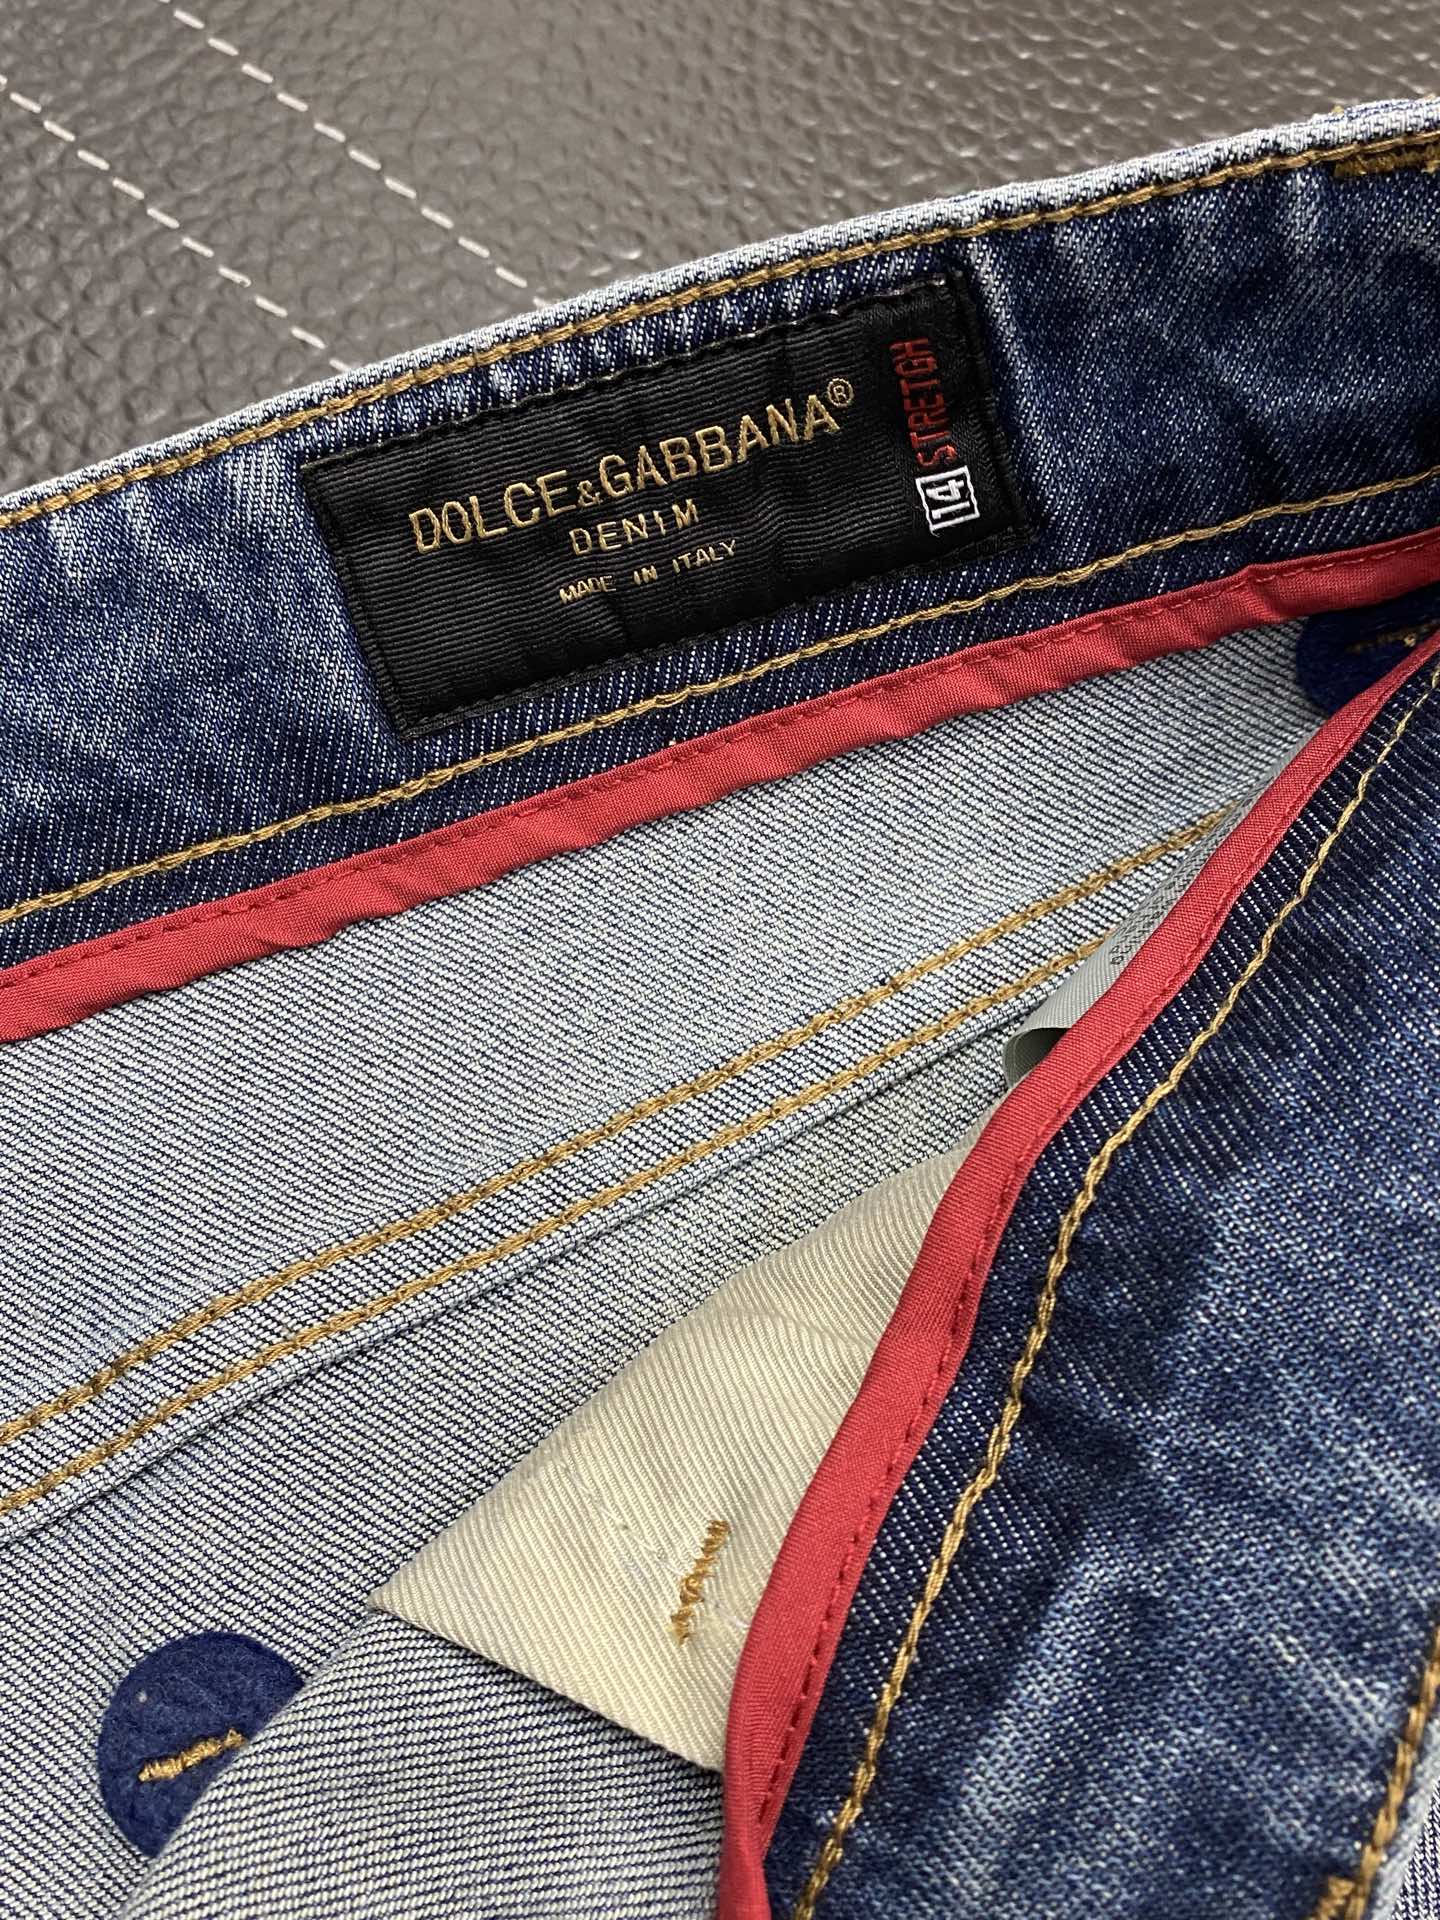 DOLCE&GABBANA®
DENIM
MADE IN ITALY
14 STRETCH